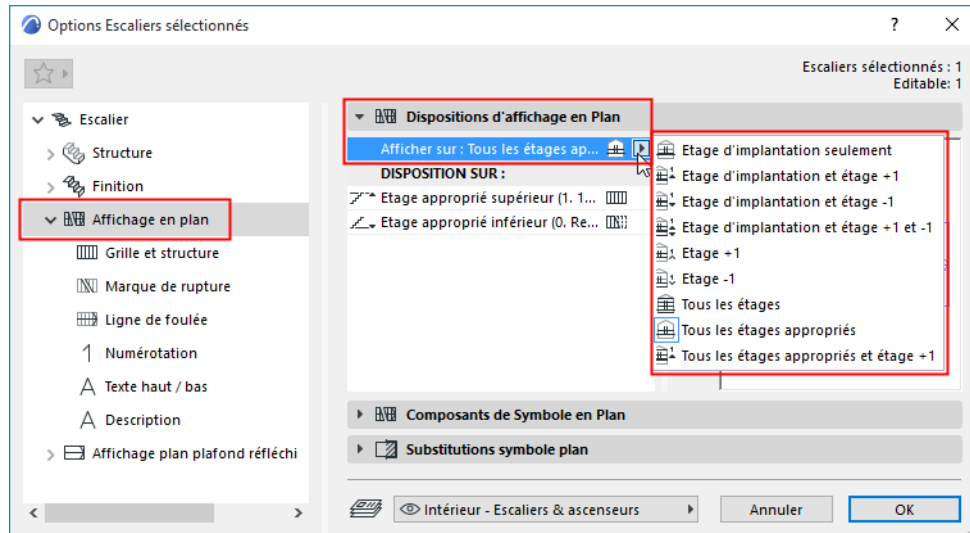 Options Escaliers sélectionnés
?
Escaliers sélectionnés : 1
Editable: 1
Escalier
Structure
Finition
Affichage en plan
Grille et structure
Marque de rupture
Ligne de foulée
1 Numérotation
A Texte haut / bas
A Description
Affichage plan plafond réfléchi
Dispositions d'affichage en Plan
Afficher sur : Tous les étages ap...
DISPOSITION SUR :
Etage approprié supérieur (1. 1...
Etage approprié inférieur (0. Re...
Etage d'implantation seulement
Etage d'implantation et étage +1
Etage d'implantation et étage -1
Etage d'implantation et étage +1 et -1
Etage +1
Etage -1
Tous les étages
Tous les étages appropriés
Tous les étages appropriés et étage +1
Composants de Symbole en Plan
Substitutions symbole plan
Intérieur - Escaliers & ascenseurs
Annuler
OK